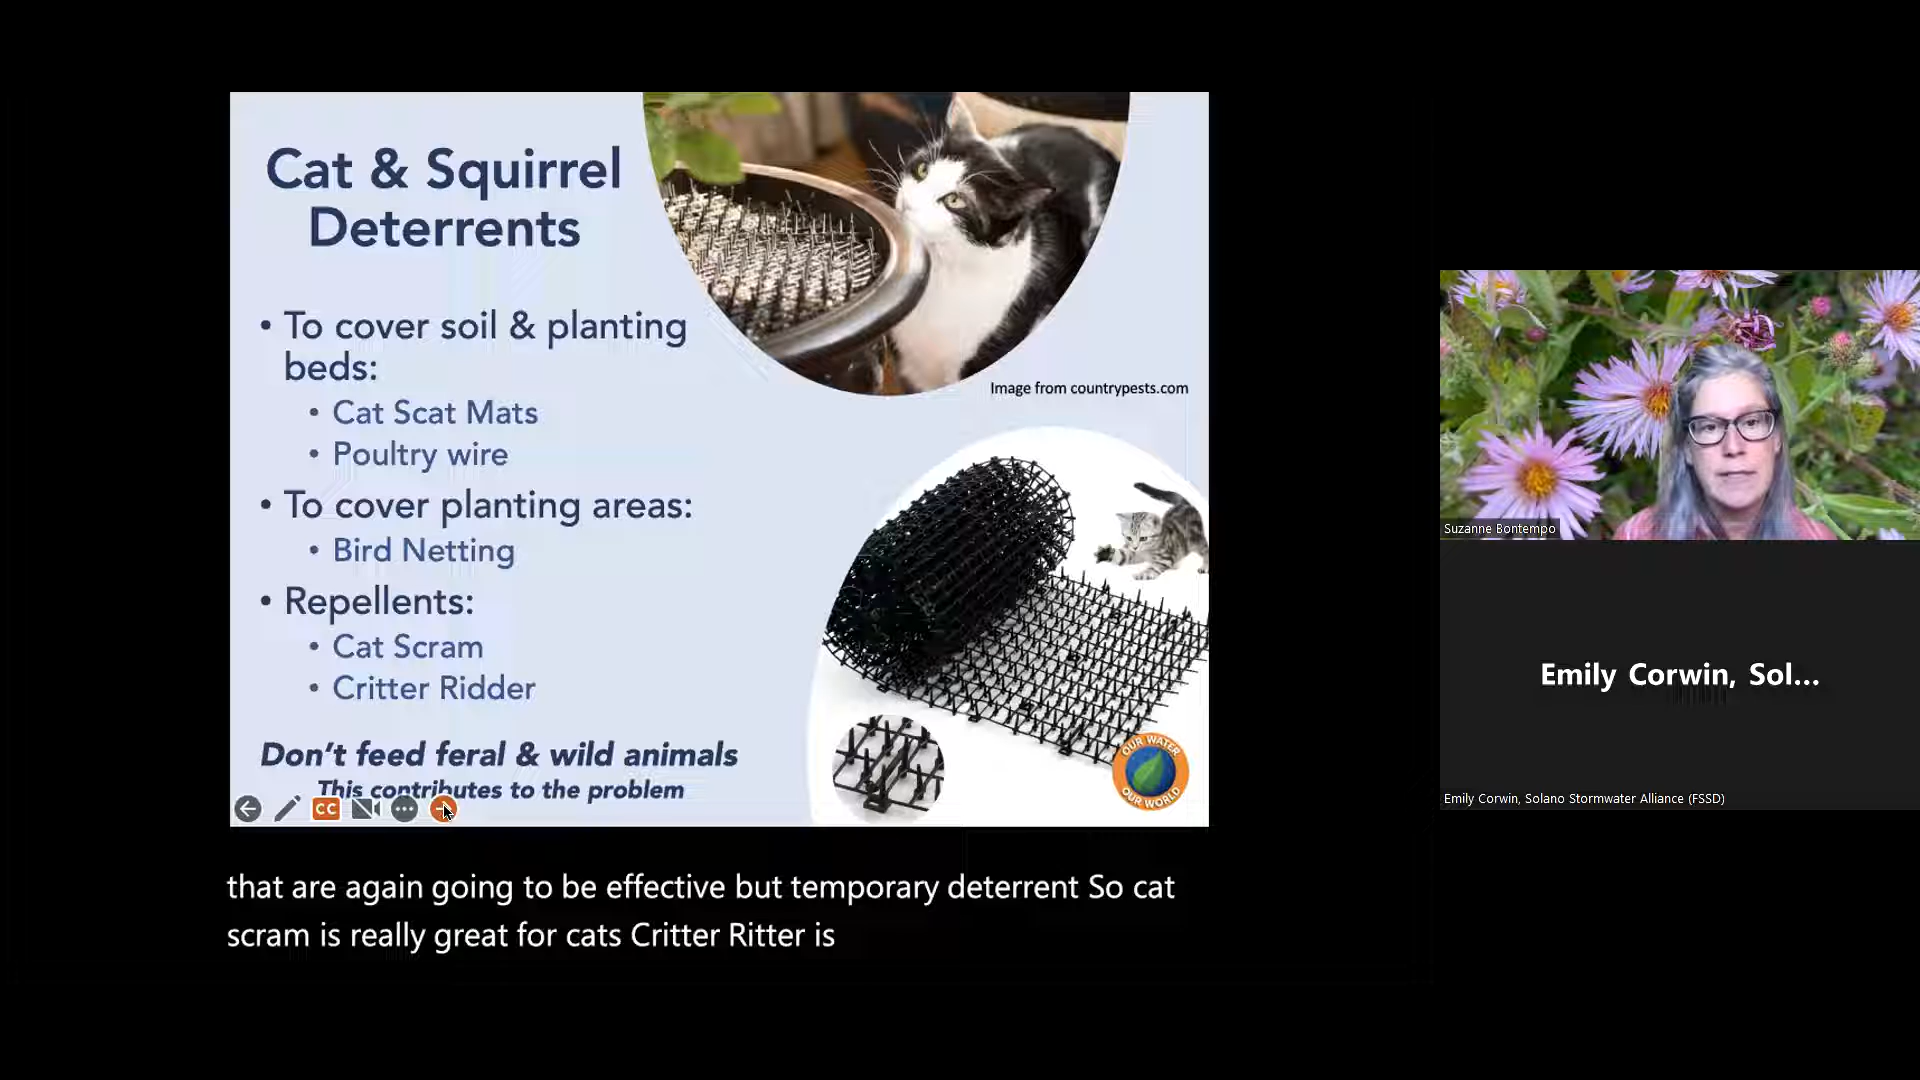 Cat & Squirrel
Deterrents
• To cover soil & planting
beds:
• Cat Scat Mats
• Poultry wire
• To cover planting areas:
• Bird Netting
• Repellents:
• Cat Scram
• Critter Ridder
Don't feed feral & wild animals
This contributes to the problem
Image from countrypests.com
OUR WATER
OUR WORLD
CC
that are again going to be effective but temporary deterrent So cat
scram is really great for cats Critter Ritter is
Suzanne Bontempo
Emily Corwin, Sol...
Emily Corwin, Solano Stormwater Alliance (FSSD)